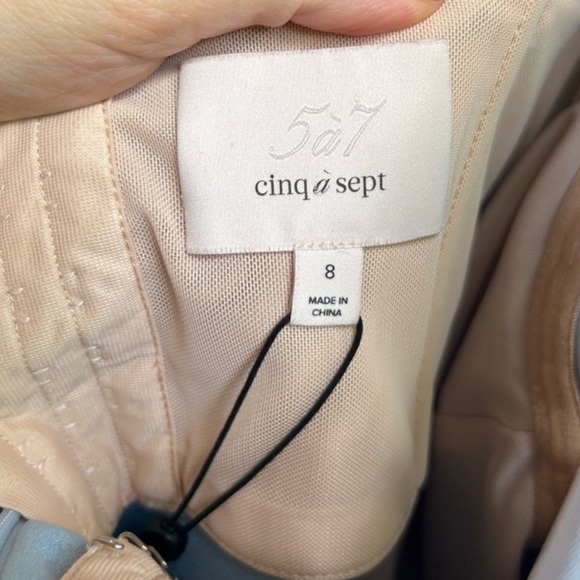 5à7
cinq à sept
8
MADE IN
CHINA